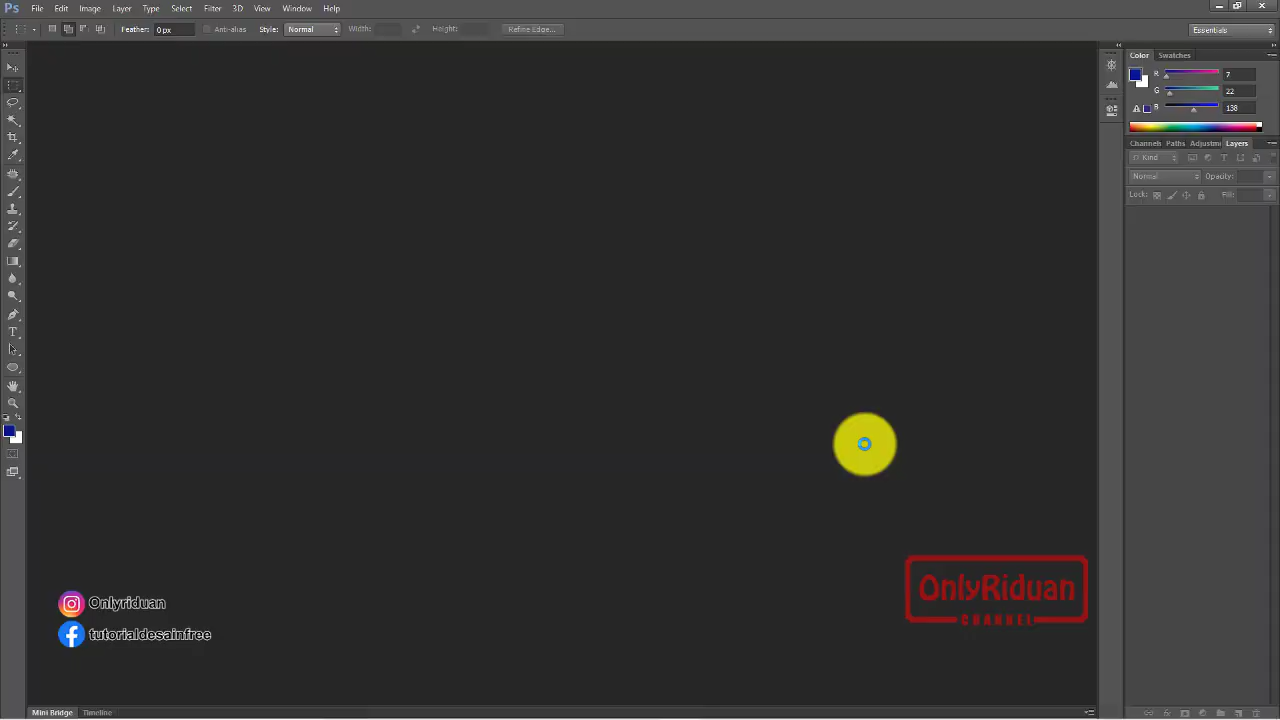 Ps File Edit Image Layer Type Select Filter 3D View Window Help
Feather: 0 px Anti-alias Style: Normal Width: Height: Refine Edge... Essentials
Color Swatches
R 7
G 22
B 138
Channels Paths Adjustm Layers
Kind
Normal Opacity:
Lock: Fill:
OnlyRiduan
CHANNEL
Onlyriduan
tutorialdesainfree
Mini Bridge Timeline